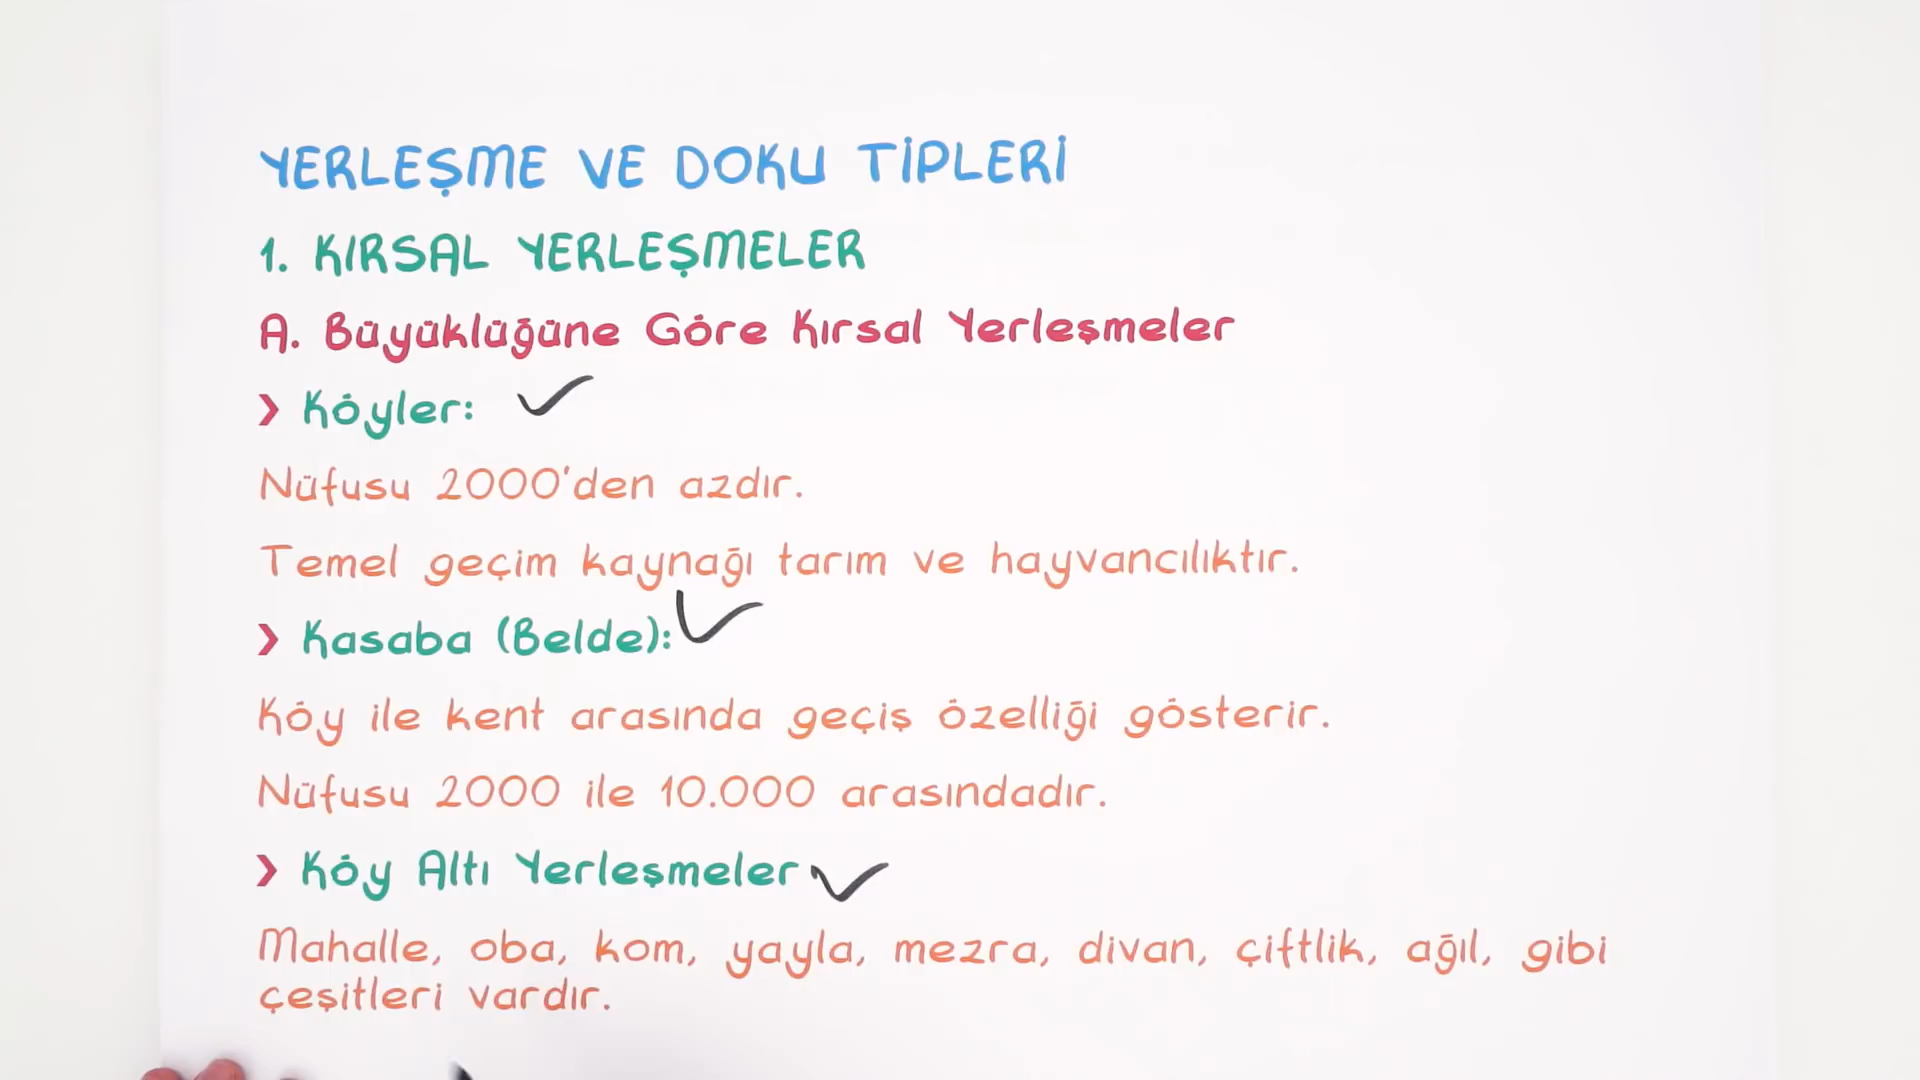 YERLEŞME VE DOKU TİPLERİ
1. KIRSAL YERLEŞMELER
A. Büyüklüğüne Göre Kırsal Yerleşmeler
› Köyler:
Nüfusu 2000'den azdır.
Temel geçim kaynağı tarım ve hayvancılıktır.
› Kasaba (Belde):
Köy ile kent arasında geçiş özelliği gösterir.
Nüfusu 2000 ile 10.000 arasındadır.
› Köy Altı Yerleşmeler
Mahalle, oba, kom, yayla, mezra, divan, çiftlik, ağıl, gibi
çeşitleri vardır.